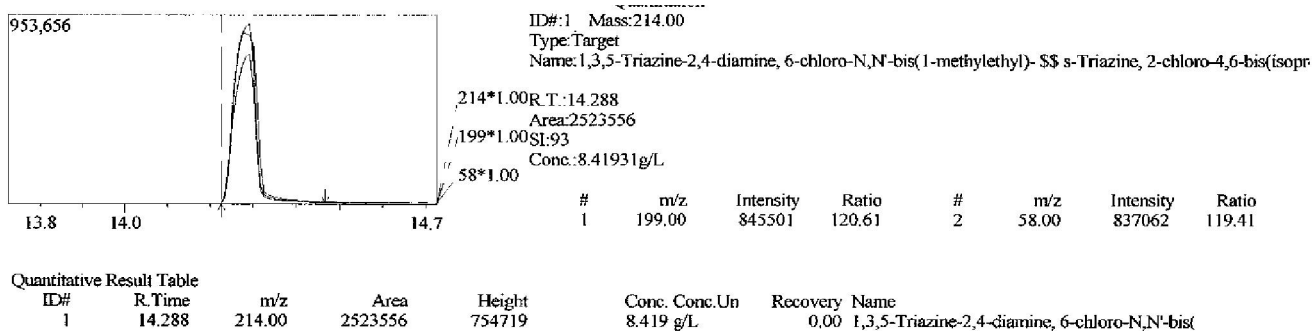 953,656
ID#:1 Mass:214.00
Type:Target
Name:1,3,5-Triazine-2,4-diamine, 6-chloro-N,N'-bis(1-methylethyl)- $$ s-Triazine, 2-chloro-4,6-bis(isopr
214*1.00
R.T.:14.288
Area:2523556
199*1.00
SI:93
Conc.:8.41931g/L
58*1.00
# m/z Intensity Ratio # m/z Intensity Ratio
1 199.00 845501 120.61 2 58.00 837062 119.41
13.8 14.0 14.7
Quantitative Result Table
ID# R.Time m/z Area Height Conc. Conc.Un Recovery Name
1 14.288 214.00 2523556 754719 8.419 g/L 0.00 1,3,5-Triazine-2,4-diamine, 6-chloro-N,N'-bis(